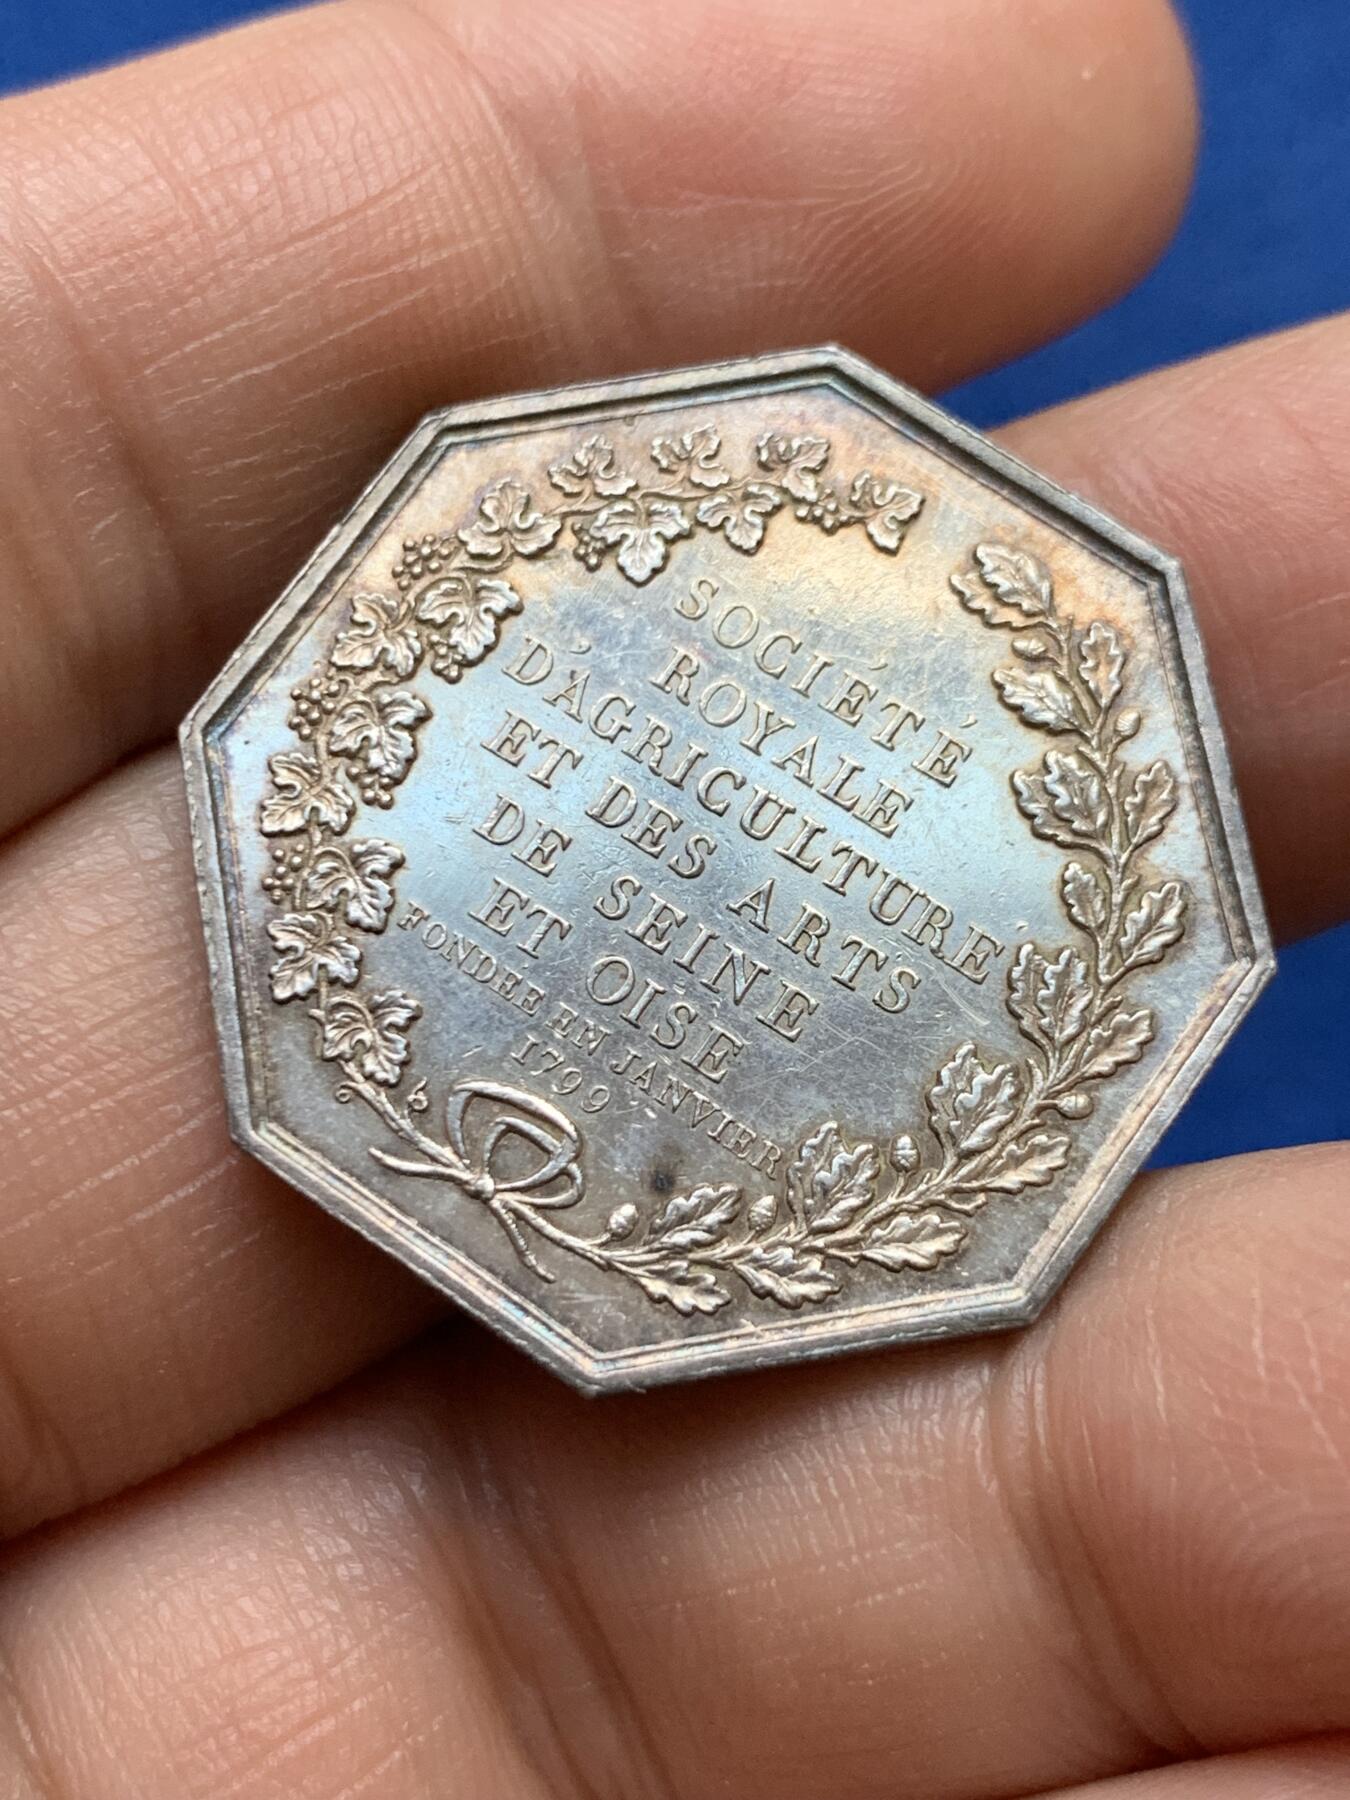 SOCIÉTÉ
ROYALE
D'AGRICULTURE
ET DES ARTS
DE SEINE
ET OISE
FONDÉE EN JANVIER
1799